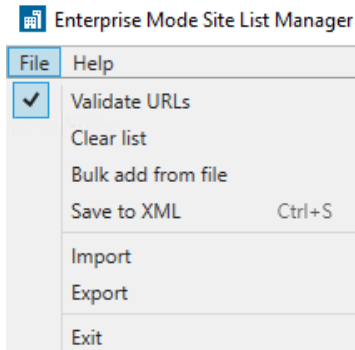 Enterprise Mode Site List Manager
File Help
Validate URLs
Clear list
Bulk add from file
Save to XML Ctrl+S
Import
Export
Exit